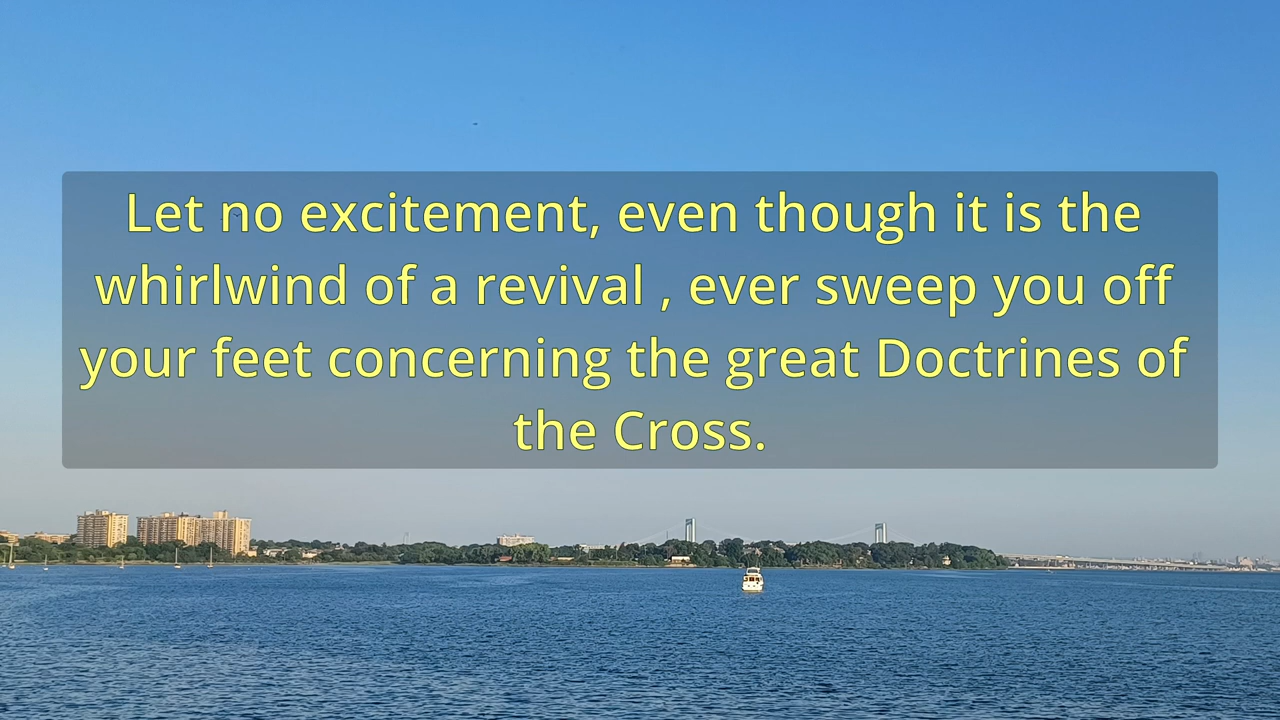 Let no excitement, even though it is the
whirlwind of a revival , ever sweep you off
your feet concerning the great Doctrines of
the Cross.